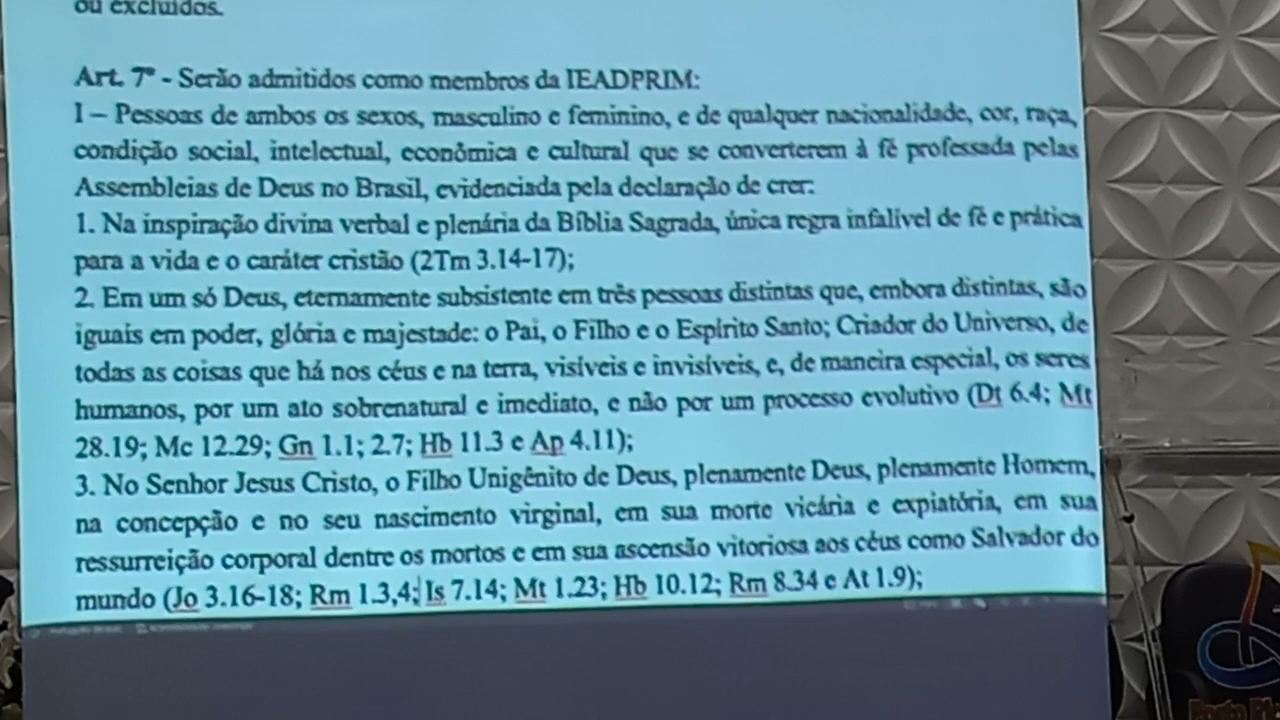 ou excluídos.
Art. 7º - Serão admitidos como membros da IEADPRIM:
I – Pessoas de ambos os sexos, masculino e feminino, e de qualquer nacionalidade, cor, raça,
condição social, intelectual, econômica e cultural que se converterem à fé professada pelas
Assembleias de Deus no Brasil, evidenciada pela declaração de crer:
1. Na inspiração divina verbal e plenária da Bíblia Sagrada, única regra infalível de fé e prática
para a vida e o caráter cristão (2Tm 3.14-17);
2. Em um só Deus, eternamente subsistente em três pessoas distintas que, embora distintas, são
iguais em poder, glória e majestade: o Pai, o Filho e o Espírito Santo; Criador do Universo, de
todas as coisas que há nos céus e na terra, visíveis e invisíveis, e, de maneira especial, os seres
humanos, por um ato sobrenatural e imediato, e não por um processo evolutivo (Dt 6.4; Mt
28.19; Mc 12.29; Gn 1.1; 2.7; Hb 11.3 e Ap 4.11);
3. No Senhor Jesus Cristo, o Filho Unigênito de Deus, plenamente Deus, plenamente Homem,
na concepção e no seu nascimento virginal, em sua morte vicária e expiatória, em sua
ressurreição corporal dentre os mortos e em sua ascensão vitoriosa aos céus como Salvador do
mundo (Jo 3.16-18; Rm 1.3,4; Is 7.14; Mt 1.23; Hb 10.12; Rm 8.34 e At 1.9);